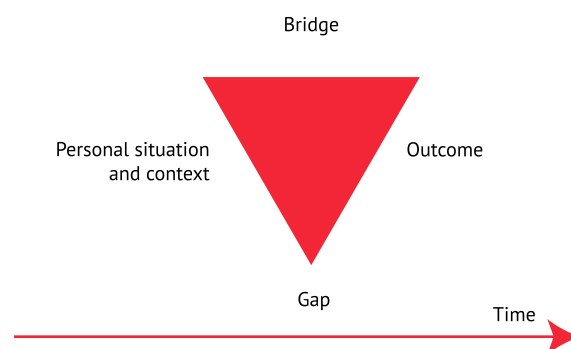 Bridge
Personal situation
and context
Outcome
Gap
Time